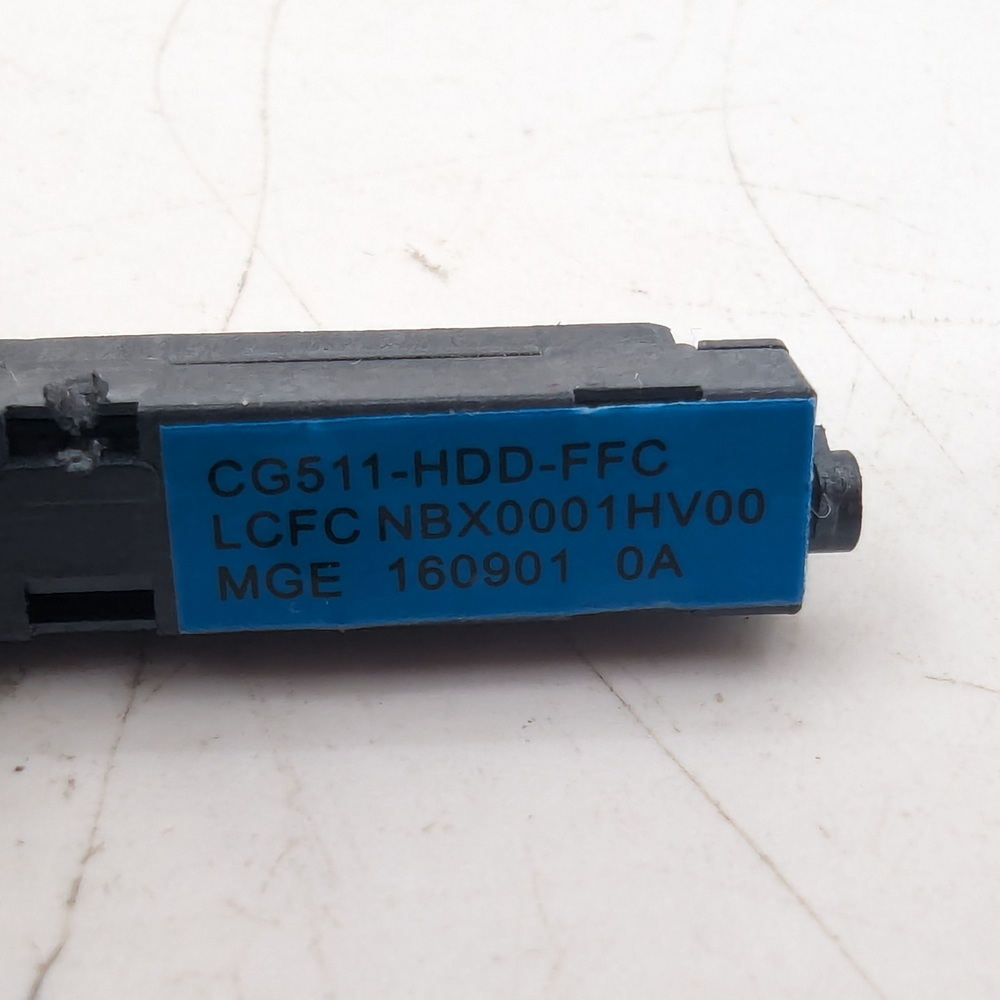 CG511-HDD-FFC
LCFC NBX0001HV00
MGE 160901 0A